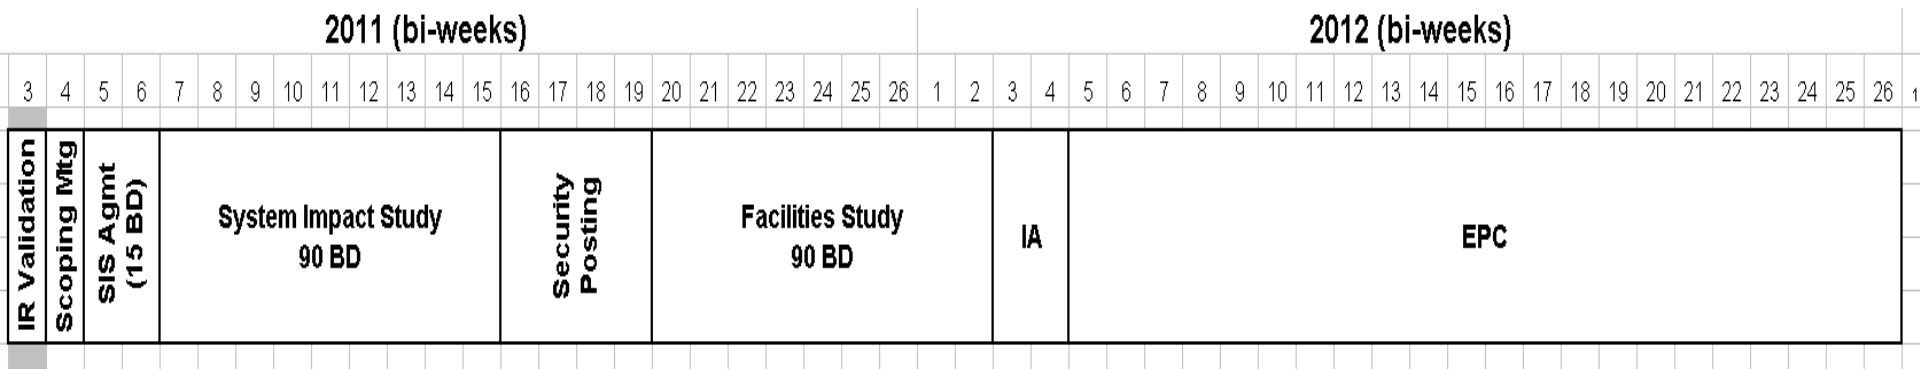 2011 (bi-weeks) 2012 (bi-weeks)
3 4 5 6 7 8 9 10 11 12 13 14 15 16 17 18 19 20 21 22 23 24 25 26 1 2 3 4 5 6 7 8 9 10 11 12 13 14 15 16 17 18 19 20 21 22 23 24 25 26 1
IR Validation
Scoping Mtg
SIS Agmt
(15 BD)
System Impact Study
90 BD
Security
Posting
Facilities Study
90 BD
IA
EPC